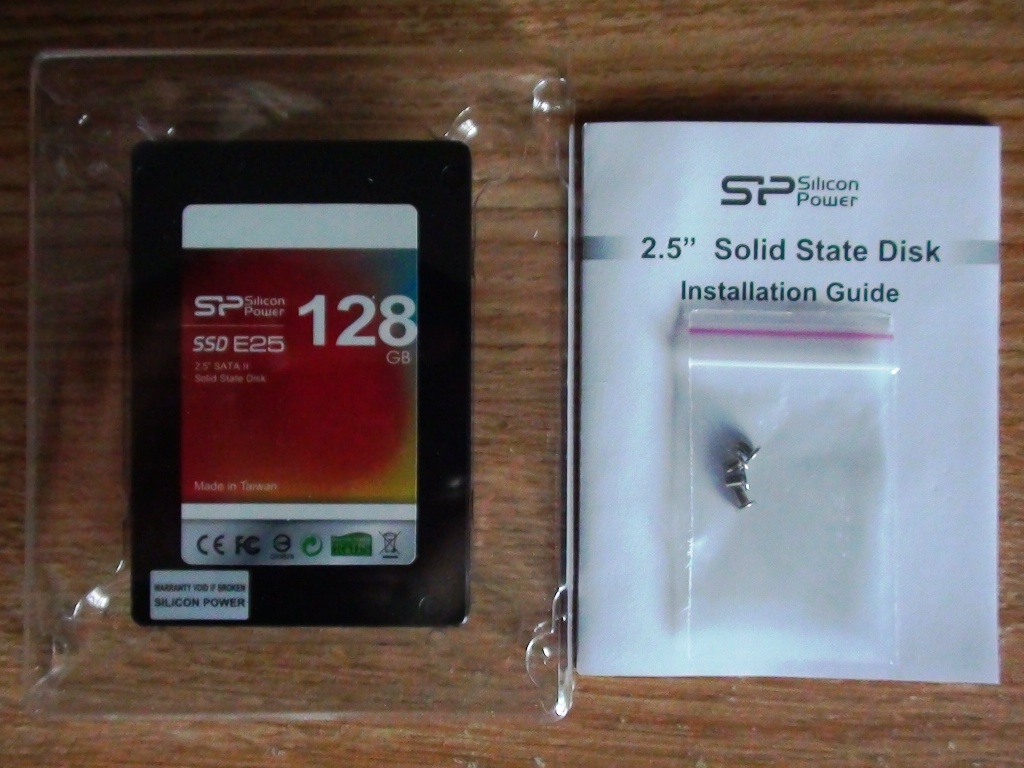 SP Silicon
Power
128
GB
SSD E25
2.5" SATA II
Solid State Disk
Made in Taiwan
CE FC
WARRANTY VOID IF BROKEN
SILICON POWER
SP Silicon
Power
2.5” Solid State Disk
Installation Guide